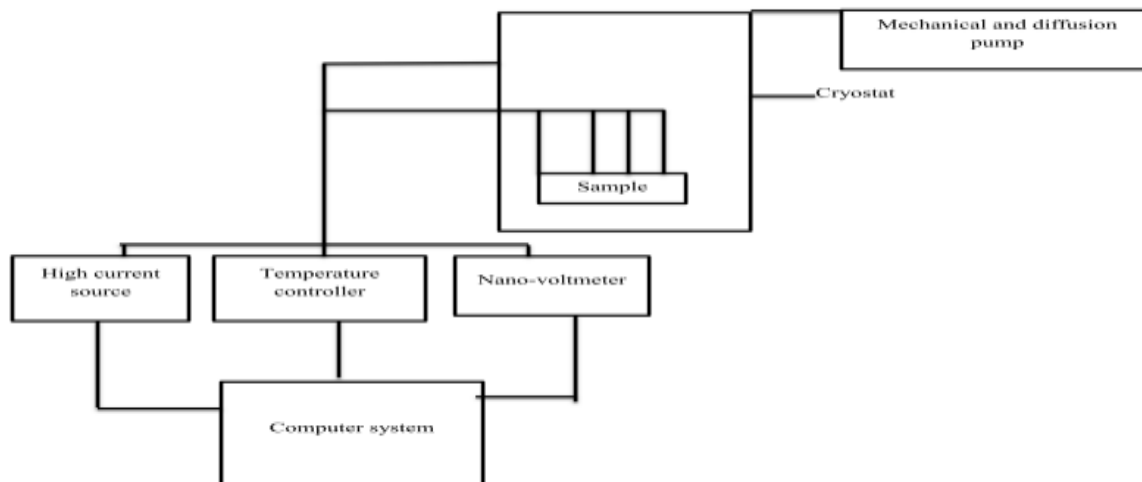 Mechanical and diffusion
pump
Cryostat
Sample
High current
source
Temperature
controller
Nano-voltmeter
Computer system